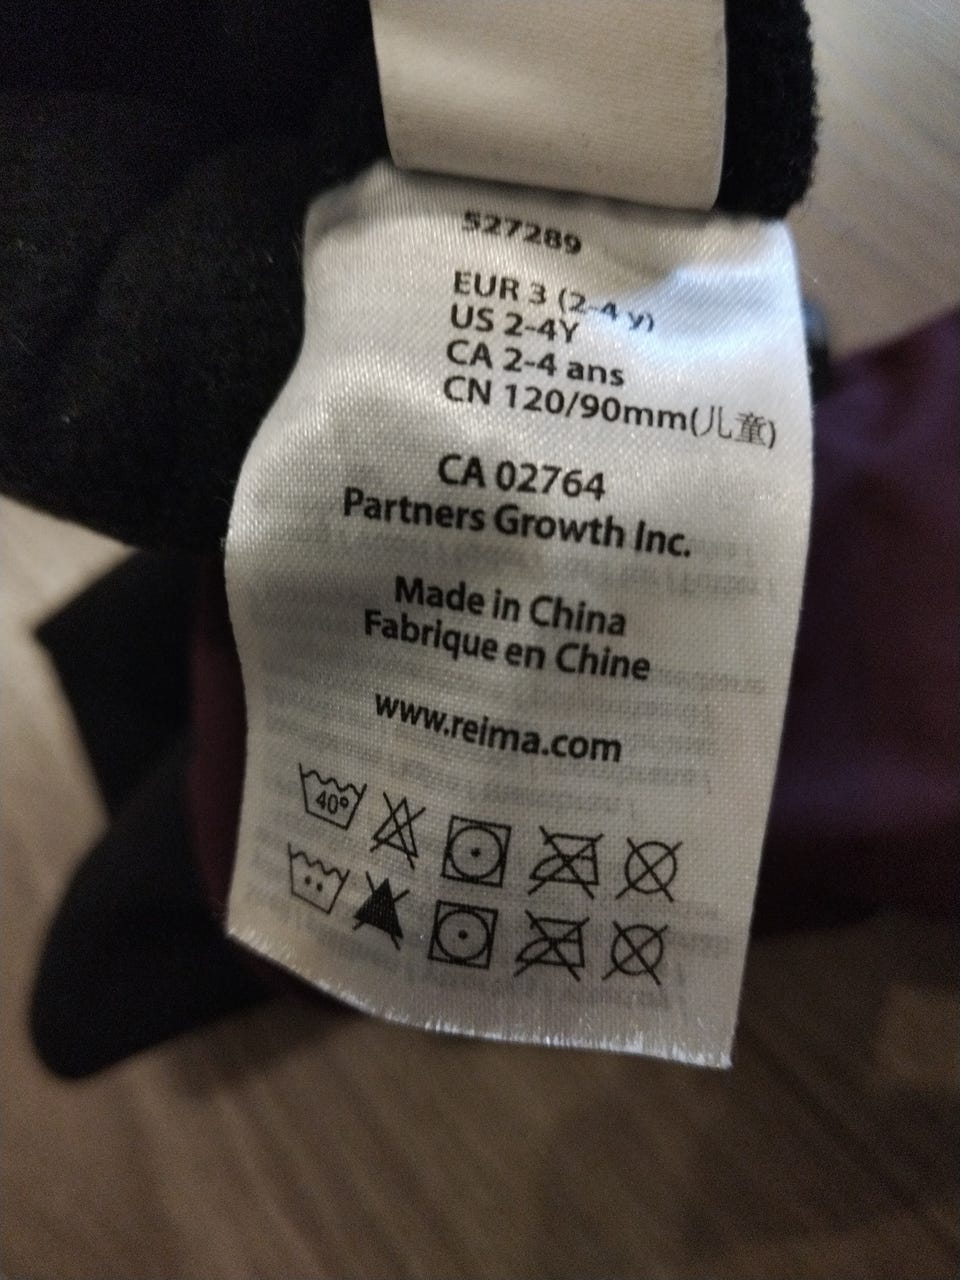 527289
EUR 3 (2-4 y)
US 2-4Y
CA 2-4 ans
CN 120/90mm(儿童)
CA 02764
Partners Growth Inc.
Made in China
Fabrique en Chine
www.reima.com
40°